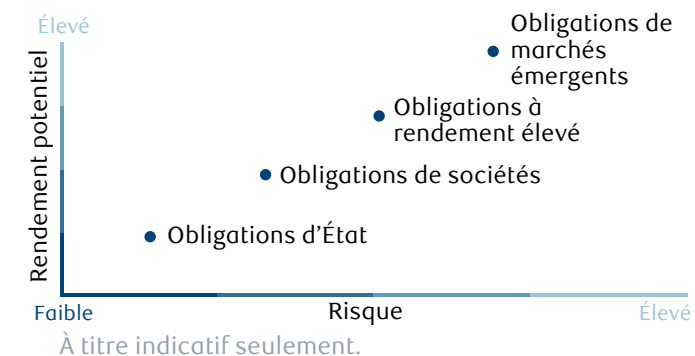 Élevé
Rendement potentiel
Obligations de
marchés
émergents
Obligations à
rendement élevé
Obligations de sociétés
Obligations d’État
Faible
Risque
Élevé
À titre indicatif seulement.